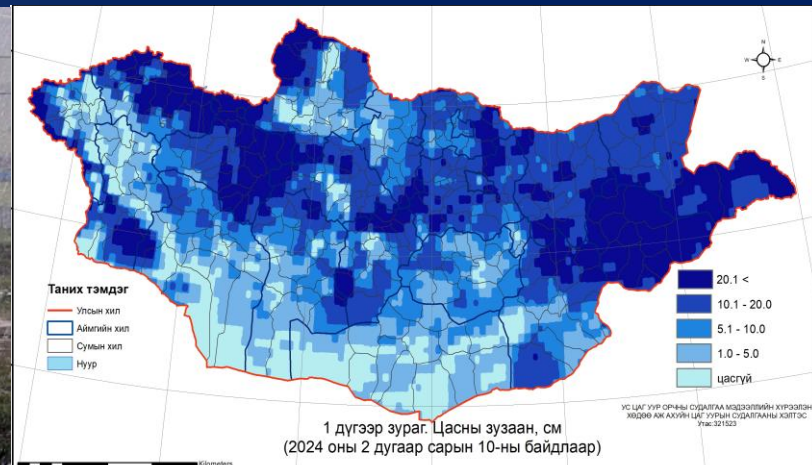 N
W
E
S
Таних тэмдэг
Улсын хил
Аймгийн хил
Сумын хил
Нуур
20.1 <
10.1 - 20.0
5.1 - 10.0
1.0 - 5.0
цасгүй
УС ЦАГ УУР ОРЧНЫ СУДАЛГАА МЭДЭЭЛЛИЙН ХҮРЭЭЛЭН
ХӨДӨӨ АЖ АХУЙН ЦАГ УУРЫН СУДАЛГААНЫ ХЭЛТЭС
Утас:321523
1 дүгээр зураг. Цасны зузаан, см
(2024 оны 2 дугаар сарын 10-ны байдлаар)
Kilometers